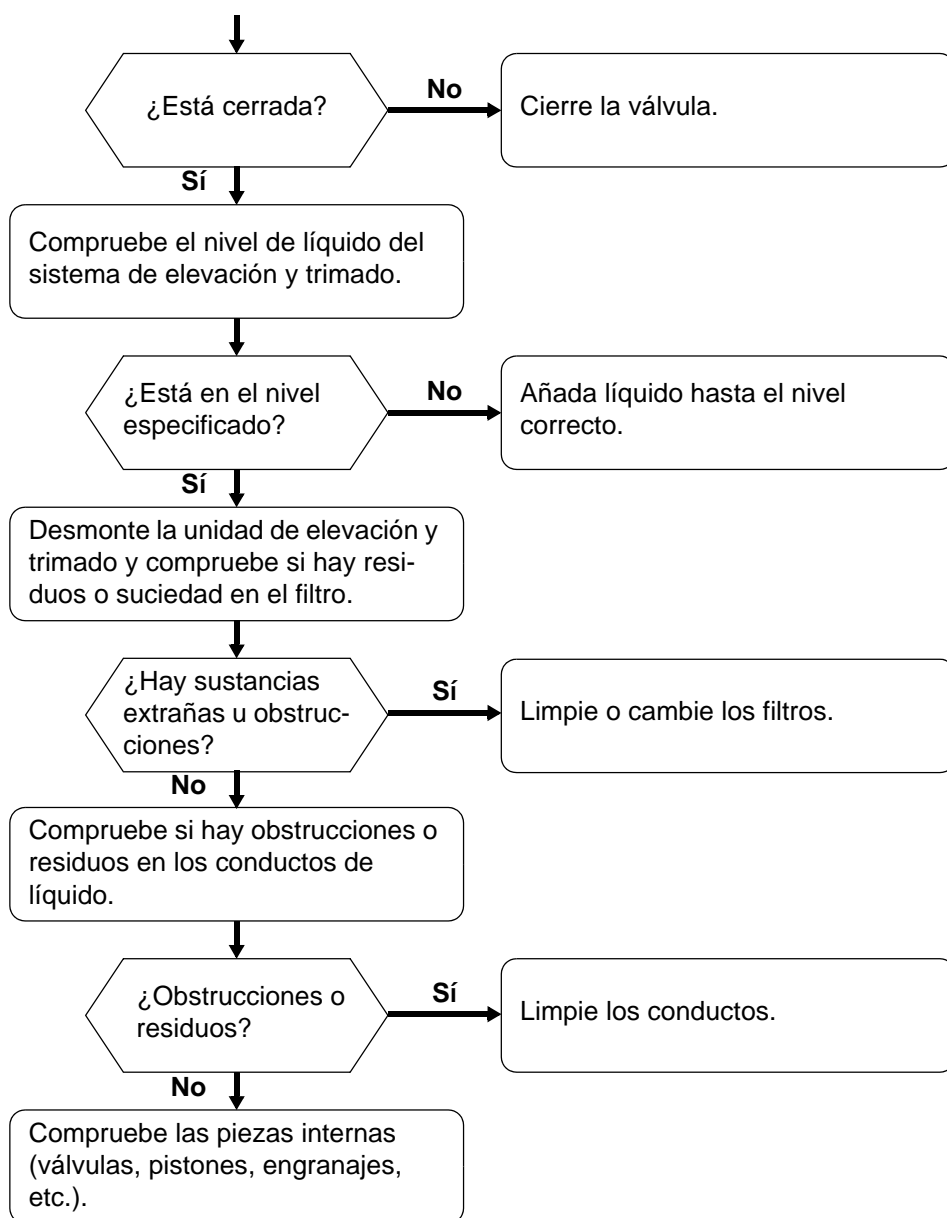 ¿Está cerrada?
No
Cierre la válvula.
Sí
Compruebe el nivel de líquido del
sistema de elevación y trimado.
¿Está en el nivel
especificado?
No
Añada líquido hasta el nivel
correcto.
Sí
Desmonte la unidad de elevación y
trimado y compruebe si hay resi-
duos o suciedad en el filtro.
¿Hay sustancias
extrañas u obstruc-
ciones?
Sí
Limpie o cambie los filtros.
No
Compruebe si hay obstrucciones o
residuos en los conductos de
líquido.
¿Obstrucciones o
residuos?
Sí
Limpie los conductos.
No
Compruebe las piezas internas
(válvulas, pistones, engranajes,
etc.).